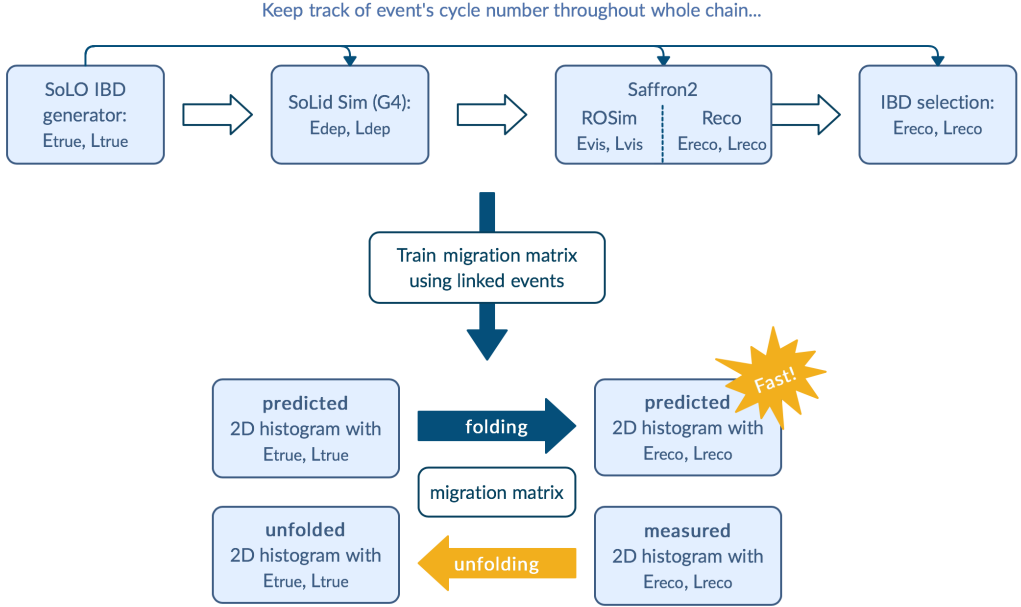 Keep track of event's cycle number throughout whole chain...
SoLO IBD
generator:
Etrue, Ltrue
SoLid Sim (G4):
Edep, Ldep
Saffron2
ROSim
Evis, Lvis
Reco
Ereco, Lreco
IBD selection:
Ereco, Lreco
Train migration matrix
using linked events
predicted
2D histogram with
Etrue, Ltrue
folding
predicted
2D histogram with
Ereco, Lreco
Fast!
migration matrix
unfolded
2D histogram with
Etrue, Ltrue
unfolding
measured
2D histogram with
Ereco, Lreco